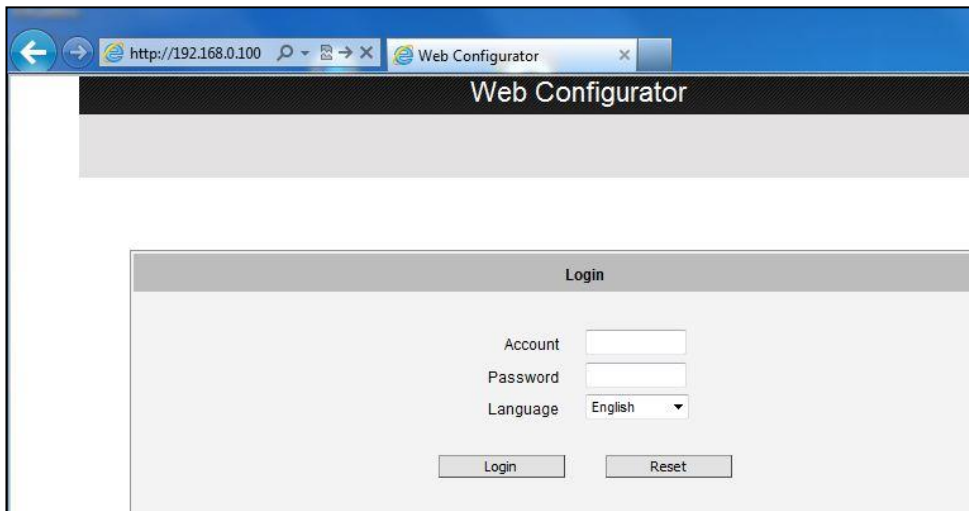 http://192.168.0.100
Web Configurator
Web Configurator
Login
Account
Password
Language English
Login Reset